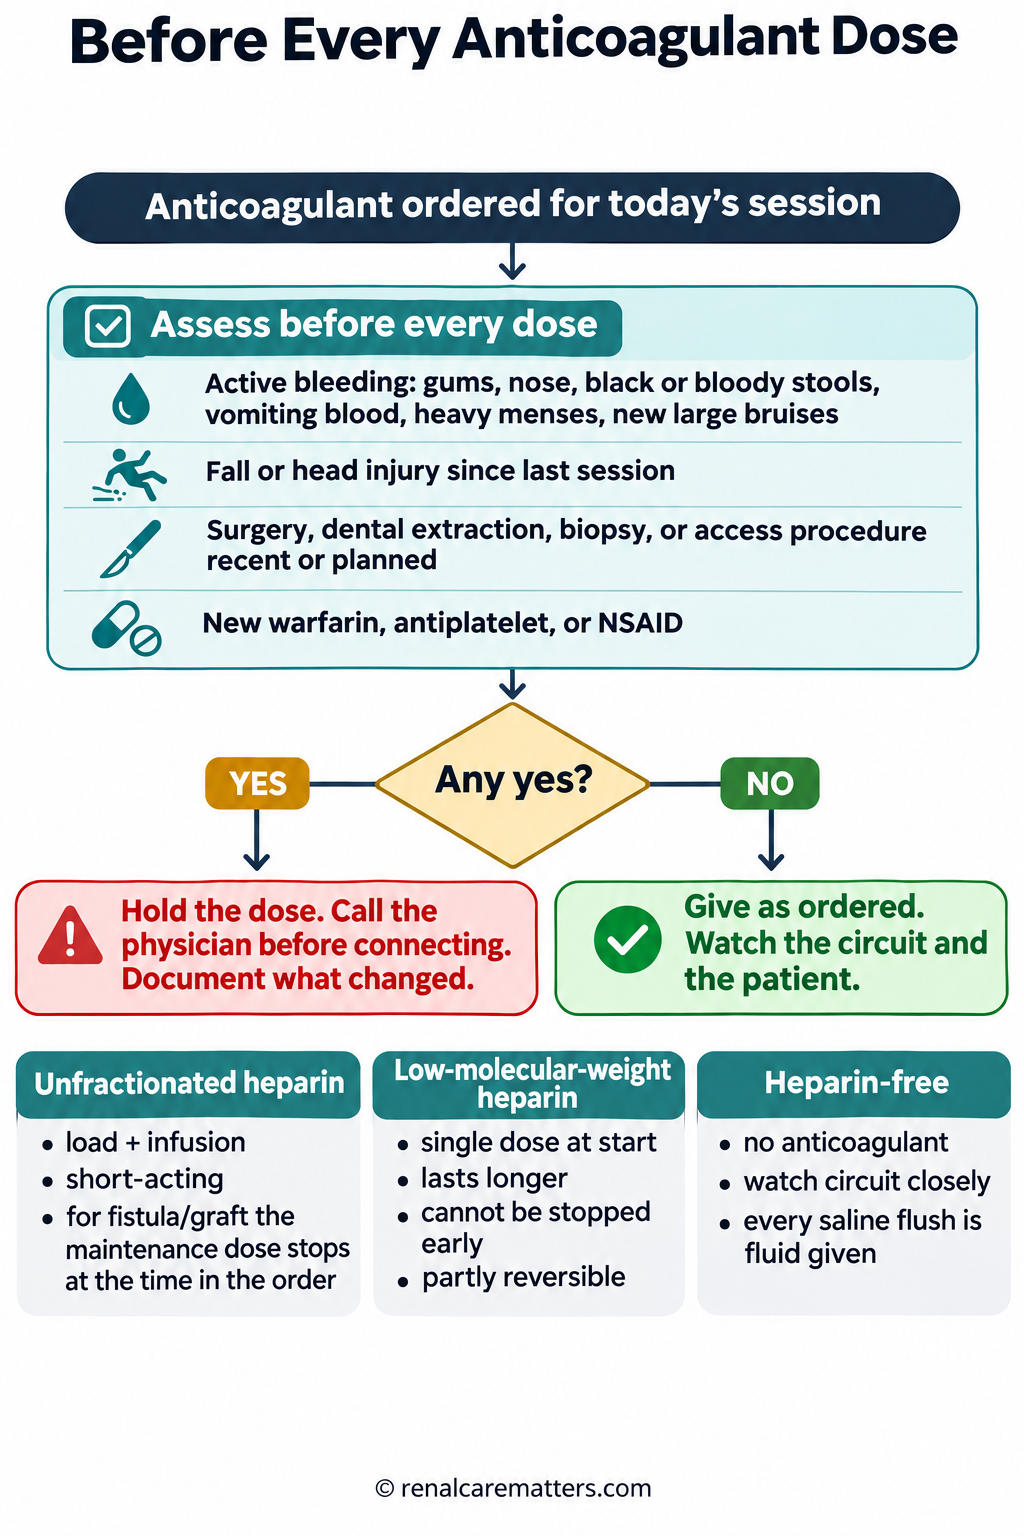 Before Every Anticoagulant Dose
Anticoagulant ordered for today's session
Assess before every dose
Active bleeding: gums, nose, black or bloody stools,
vomiting blood, heavy menses, new large bruises
Fall or head injury since last session
Surgery, dental extraction, biopsy, or access procedure
recent or planned
New warfarin, antiplatelet, or NSAID
Any yes?
YES
NO
Hold the dose. Call the
physician before connecting.
Document what changed.
Give as ordered.
Watch the circuit and
the patient.
Unfractionated heparin
• load + infusion
• short-acting
• for fistula/graft the
maintenance dose stops
at the time in the order
Low-molecular-weight
heparin
• single dose at start
• lasts longer
• cannot be stopped
early
• partly reversible
Heparin-free
• no anticoagulant
• watch circuit closely
• every saline flush is
fluid given
© renalcarematters.com